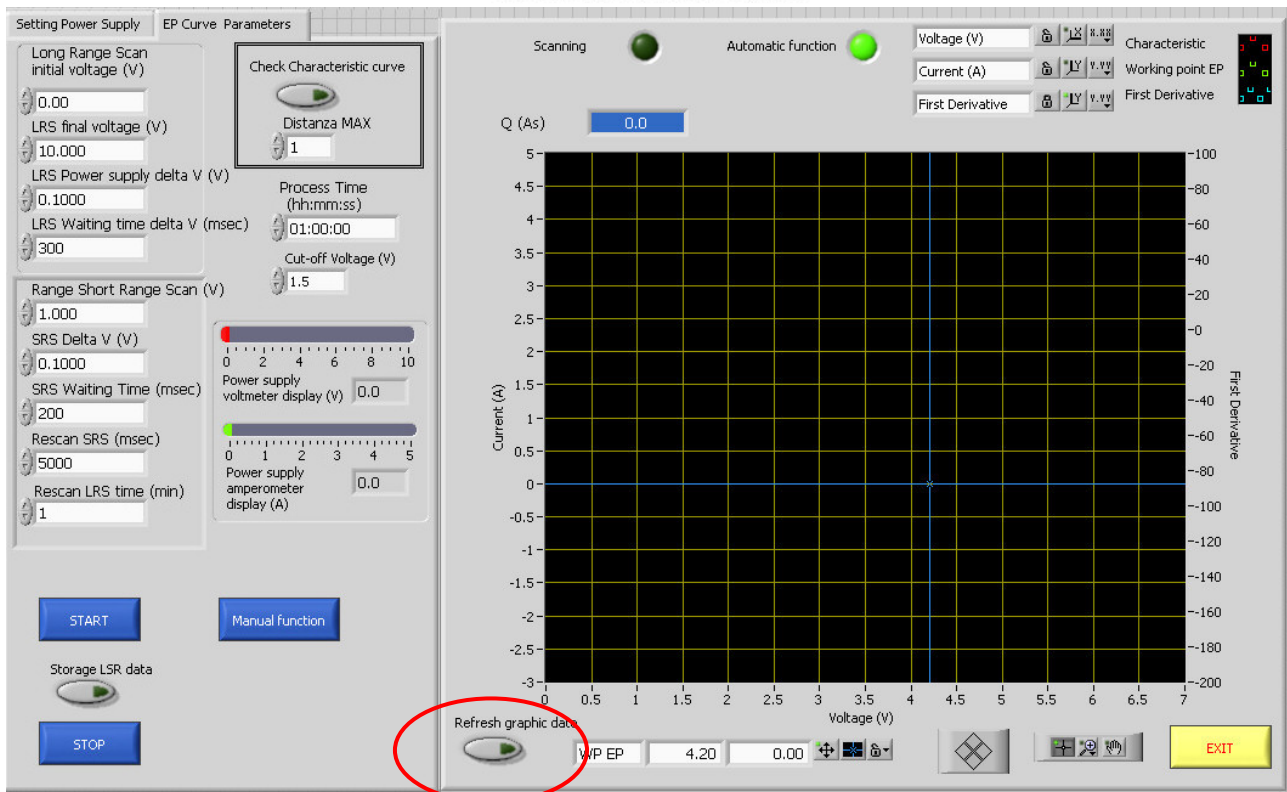 Setting Power Supply
EP Curve Parameters
Long Range Scan
initial voltage (V)
0.00
LRS final voltage (V)
10.000
LRS Power supply delta V (V)
0.1000
LRS Waiting time delta V (msec)
300
Check Characteristic curve
Distanza MAX
1
Process Time
(hh:mm:ss)
01:00:00
Cut-off Voltage (V)
1.5
Range Short Range Scan (V)
1.000
SRS Delta V (V)
0.1000
SRS Waiting Time (msec)
200
Rescan SRS (msec)
5000
Rescan LRS time (min)
1
0 2 4 6 8 10
Power supply
voltmeter display (V)
0.0
0 1 2 3 4 5
Power supply
amperometer
display (A)
0.0
START
Manual function
Storage LSR data
STOP
Scanning
Automatic function
Voltage (V)
Current (A)
First Derivative
X
X.XX
Y
Y.YY
Y
Y.YY
Characteristic
Working point EP
First Derivative
Q (As)
0.0
5
4.5
4
3.5
3
2.5
2
1.5
1
0.5
0
-0.5
-1
-1.5
-2
-2.5
-3
Current (A)
-100
-80
-60
-40
-20
-0
--20
--40
--60
--80
--100
--120
--140
--160
--180
--200
First Derivative
0 0.5 1 1.5 2 2.5 3 3.5 4 4.5 5 5.5 6 6.5 7
Voltage (V)
Refresh graphic data
WP EP
4.20
0.00
EXIT